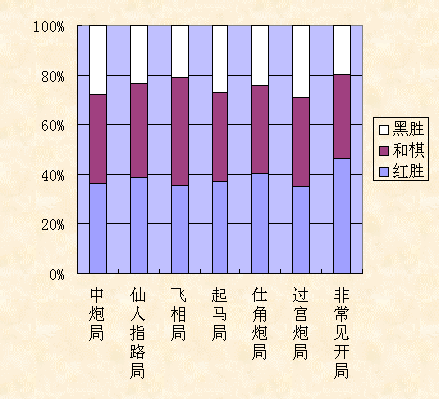 100%
80%
60%
40%
20%
0%
黑胜
和棋
红胜
中炮局
仙人指路局
飞相局
起马局
仕角炮局
过宫炮局
非常见开局